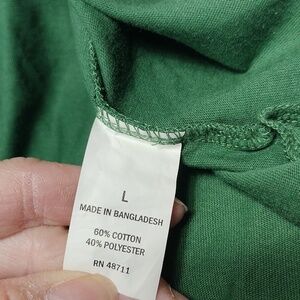 L
MADE IN BANGLADESH
60% COTTON
40% POLYESTER
RN 48711